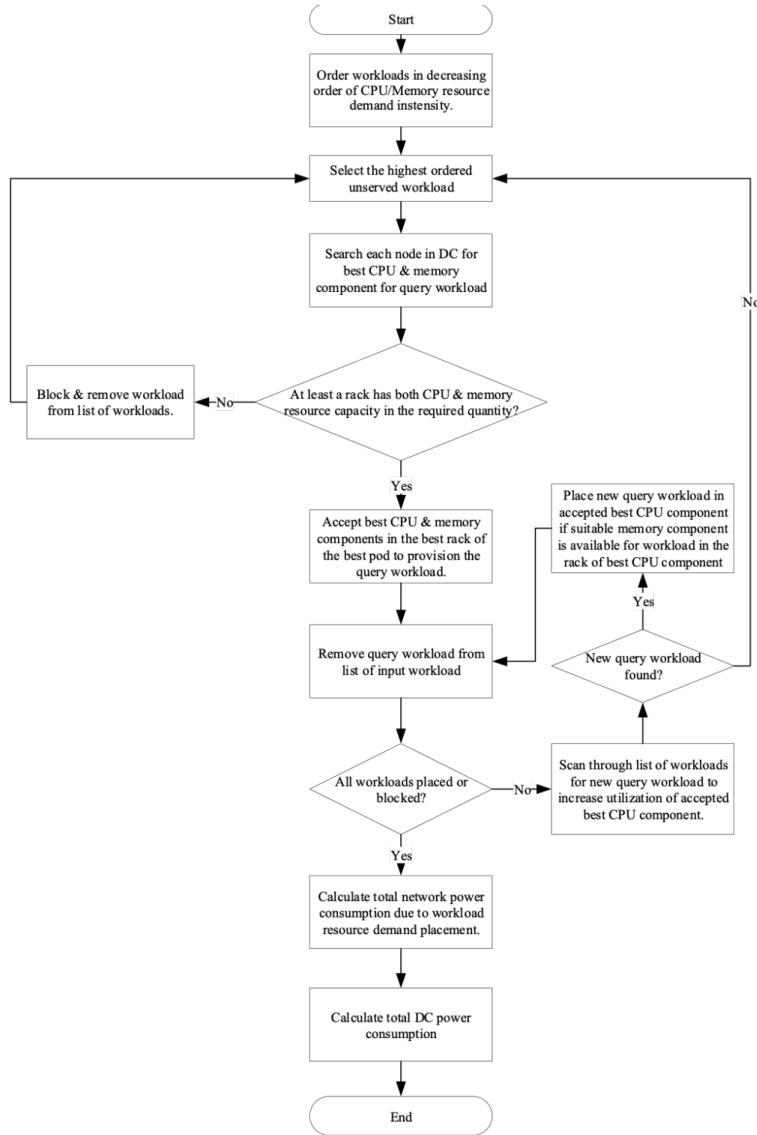 Start
Order workloads in decreasing
order of CPU/Memory resource
demand instensity.
Select the highest ordered
unserved workload
Search each node in DC for
best CPU & memory
component for query workload
At least a rack has both CPU & memory
resource capacity in the required quantity?
No
Block & remove workload
from list of workloads.
Yes
Accept best CPU & memory
components in the best rack of
the best pod to provision the
query workload.
Remove query workload from
list of input workload
All workloads placed or
blocked?
No
Scan through list of workloads
for new query workload to
increase utilization of accepted
best CPU component.
New query workload
found?
No
Yes
Place new query workload in
accepted best CPU component
if suitable memory component
is available for workload in the
rack of best CPU component
Yes
Calculate total network power
consumption due to workload
resource demand placement.
Calculate total DC power
consumption
End